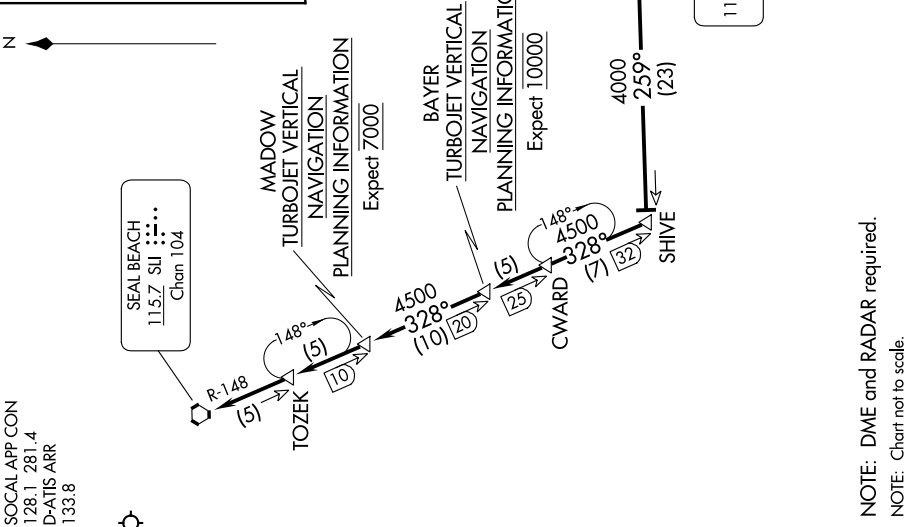 SOCAL APP CON
128.1 281.4
D-ATIS ARR
133.8
N
SEAL BEACH
115.7 SLI
Chan 104
MADOW
TURBOJET VERTICAL
NAVIGATION
PLANNING INFORMATION
Expect 7000
BAYER
TURBOJET VERTICAL
NAVIGATION
PLANNING INFORMATIO
Expect 10000
11
R-148
(5)
TOZEK
148°
(5)
10
4500
328°
(10)
20
(5)
25
CWARD
148°
4500
328°
(7)
32
SHIVE
4000
259°
(23)
NOTE: DME and RADAR required.
NOTE: Chart not to scale.